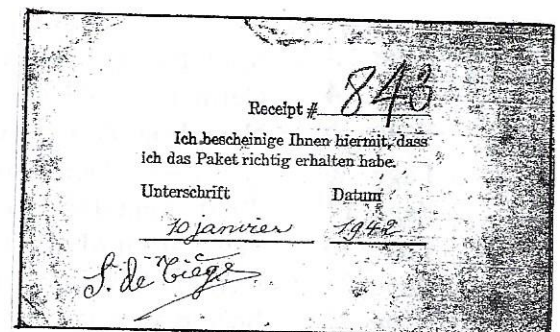 Receipt # 843
Ich bescheinige Ihnen hiermit, dass
ich das Paket richtig erhalten habe.
Unterschrift Datum
10 janvier 1942
S. de Tiège